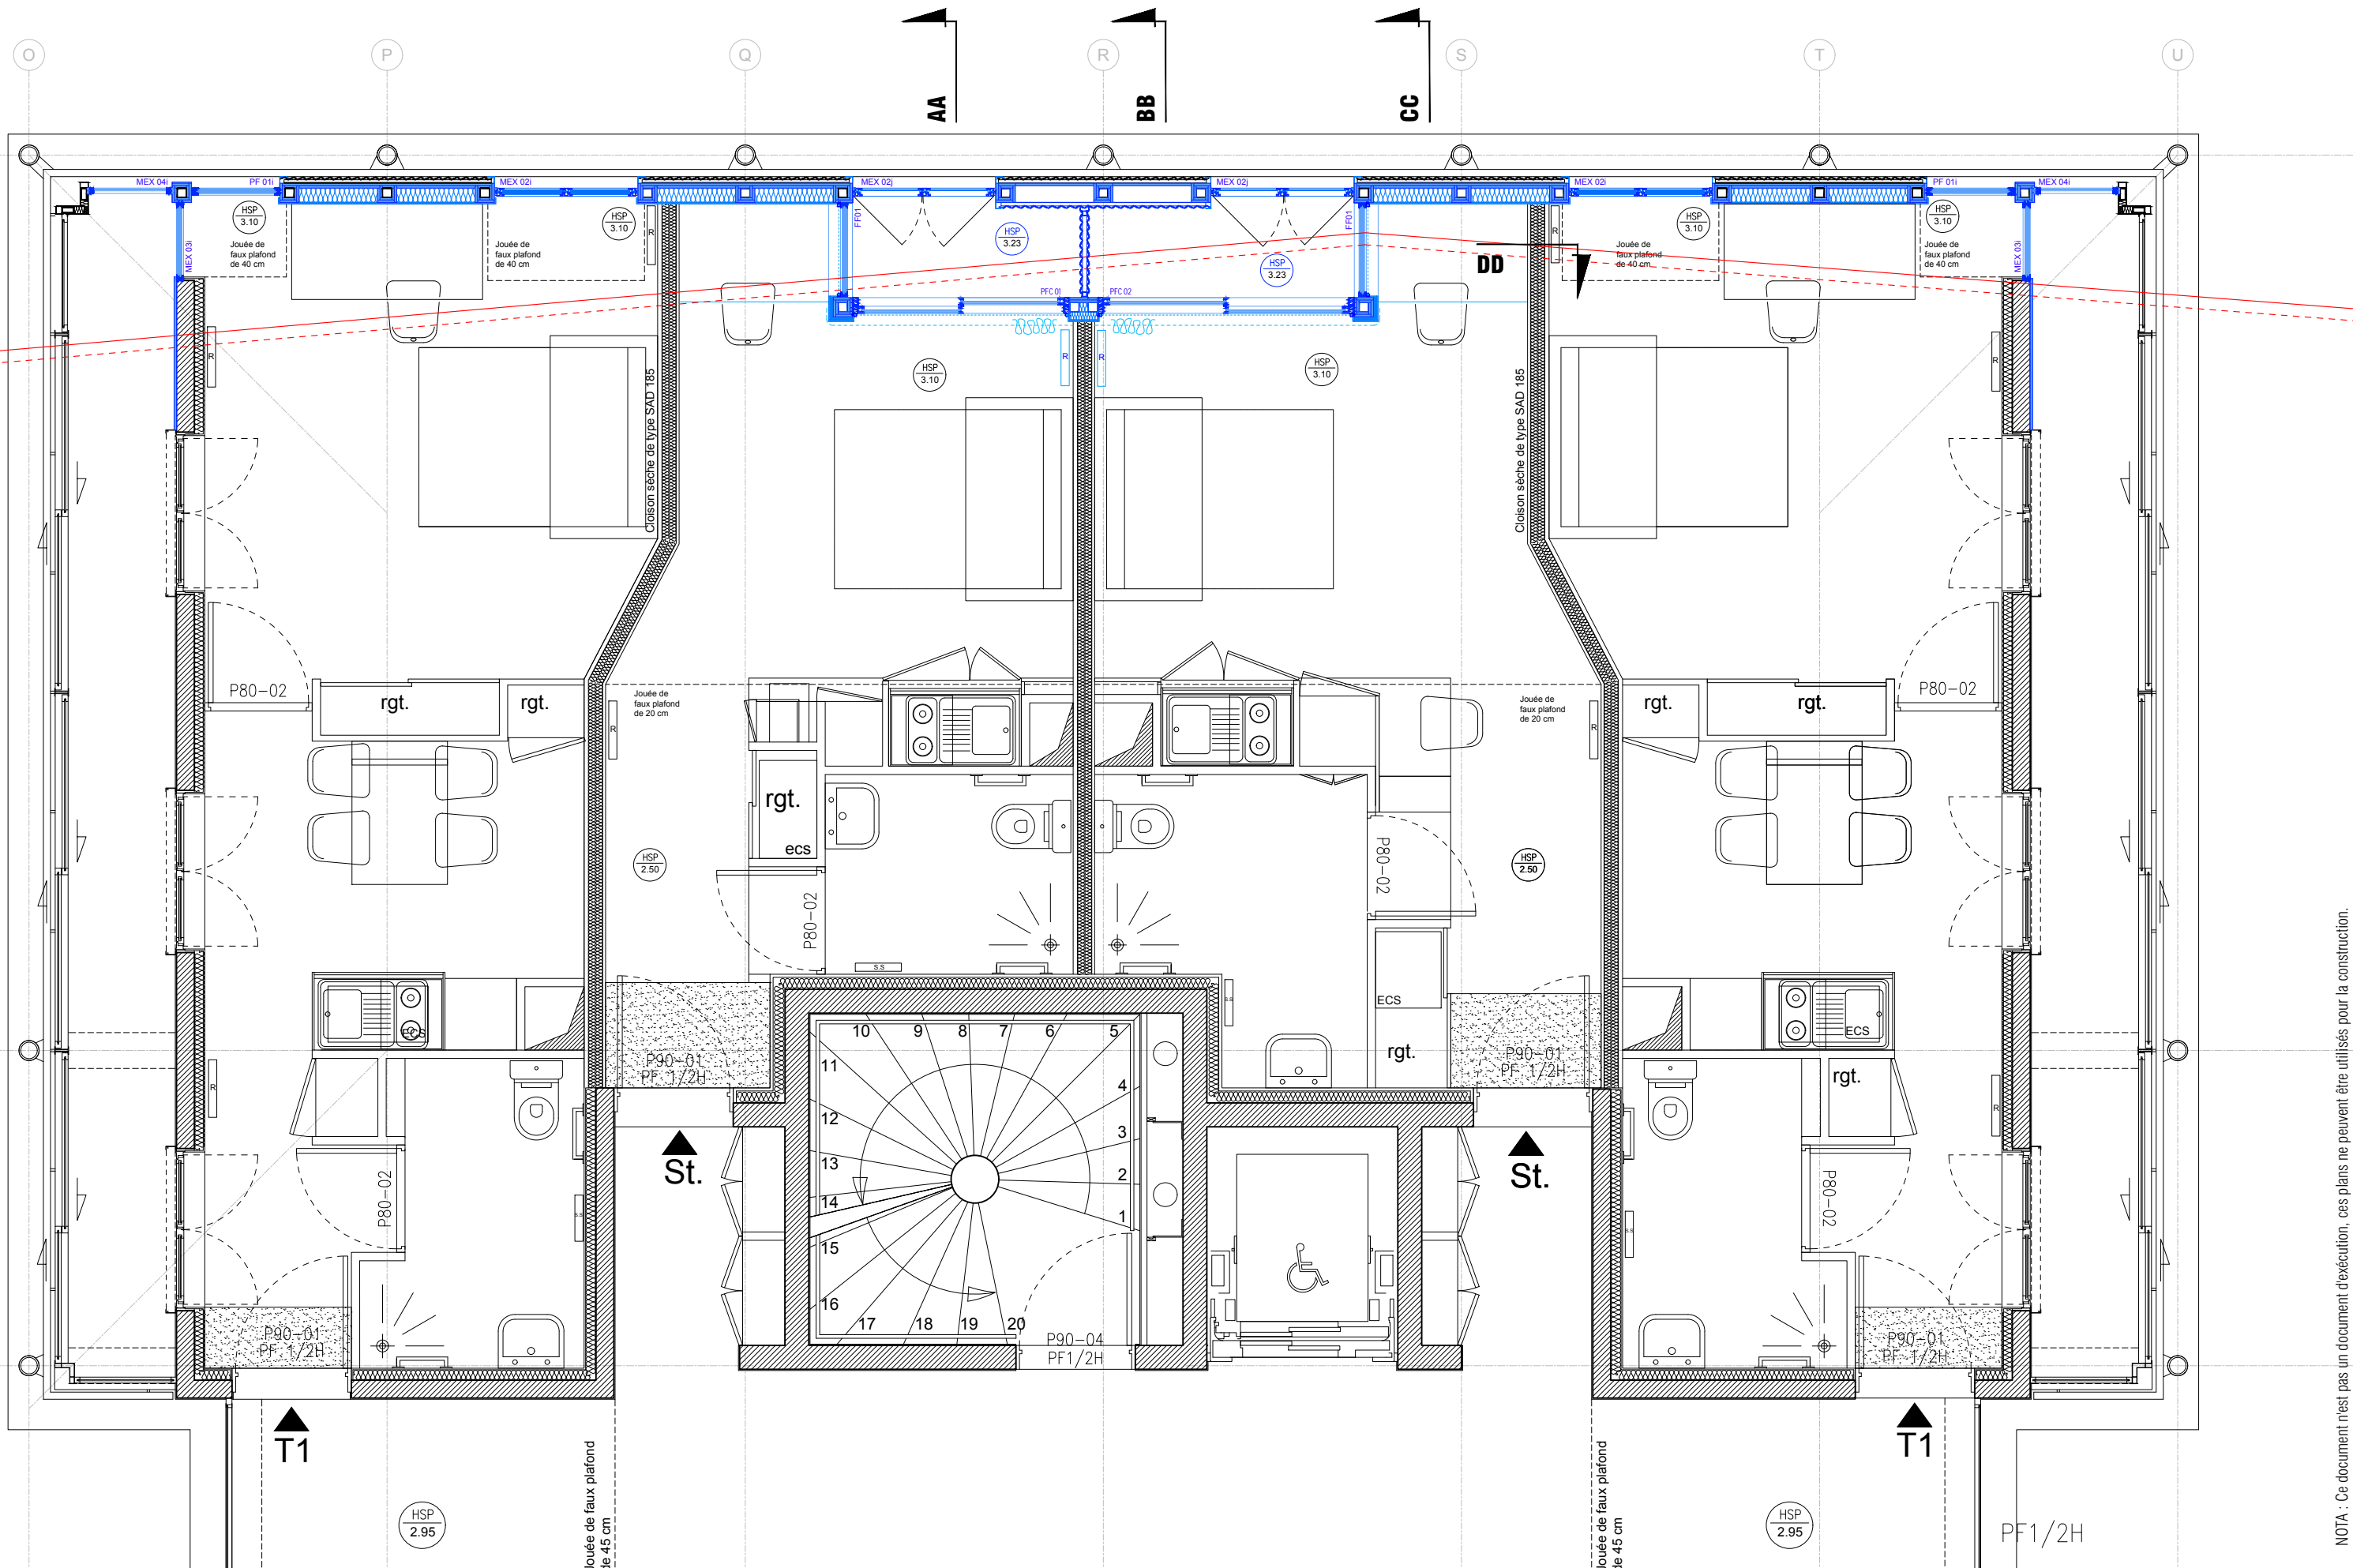 O P Q R S T U
AA BB CC
MEX 04i PF 01i MEX 02i MEX 02j MEX 02j MEX 02i PF 01i MEX 04i
HSP
3.10
HSP
3.10
HSP
3.23
HSP
3.23
HSP
3.10
HSP
3.10
MEX 03i
FF01
FF01
MEX 03i
Jouée de
faux plafond
de 40 cm
Jouée de
faux plafond
de 40 cm
Jouée de
faux plafond
de 40 cm
Jouée de
faux plafond
de 40 cm
R
R
DD
PFC 01 PFC 02
R R R R
HSP
3.10
HSP
3.10
Cloison sèche de type SAD 185
Cloison sèche de type SAD 185
P80-02
rgt. rgt.
Jouée de
faux plafond
de 20 cm
Jouée de
faux plafond
de 20 cm
rgt. rgt.
P80-02
R
R
rgt.
ecs
HSP
2.50
HSP
2.50
P80-02
P80-02
S.S
S.S
ECS
ECS
ECS
rgt.
rgt.
P90-01
PF 1/2H
P90-01
PF 1/2H
R
R
10 9 8 7 6 5
11 4
12 3
13 2
14 1
15
16
17 18 19 20
P80-02
P80-02
S.S
S.S
St.
St.
P90-01
PF 1/2H
P90-04
PF1/2H
P90-01
PF 1/2H
T1
T1
HSP
2.95
HSP
2.95
Jouée de faux plafond
de 45 cm
Jouée de faux plafond
de 45 cm
PF1/2H
NOTA : Ce document n'est pas un document d'exécution, ces plans ne peuvent être utilisés pour la construction.